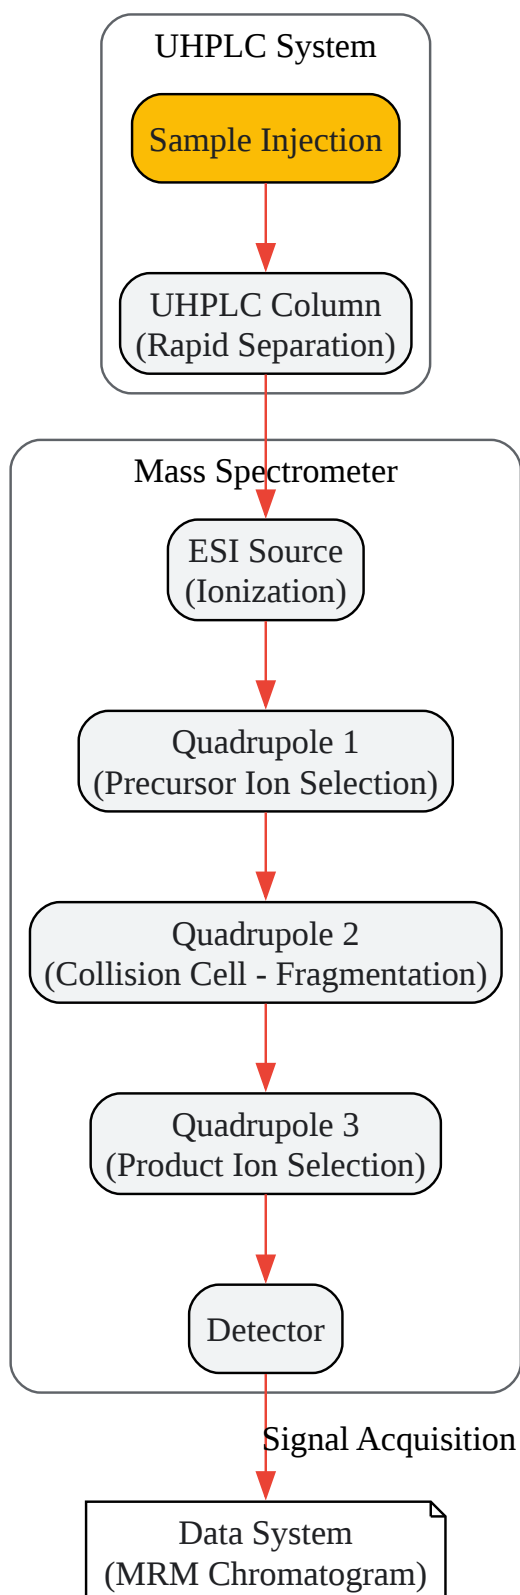 UHPLC System
Sample Injection
UHPLC Column
(Rapid Separation)
Mass Spectrometer
ESI Source
(Ionization)
Quadrupole 1
(Precursor Ion Selection)
Quadrupole 2
(Collision Cell - Fragmentation)
Quadrupole 3
(Product Ion Selection)
Detector
Signal Acquisition
Data System
(MRM Chromatogram)